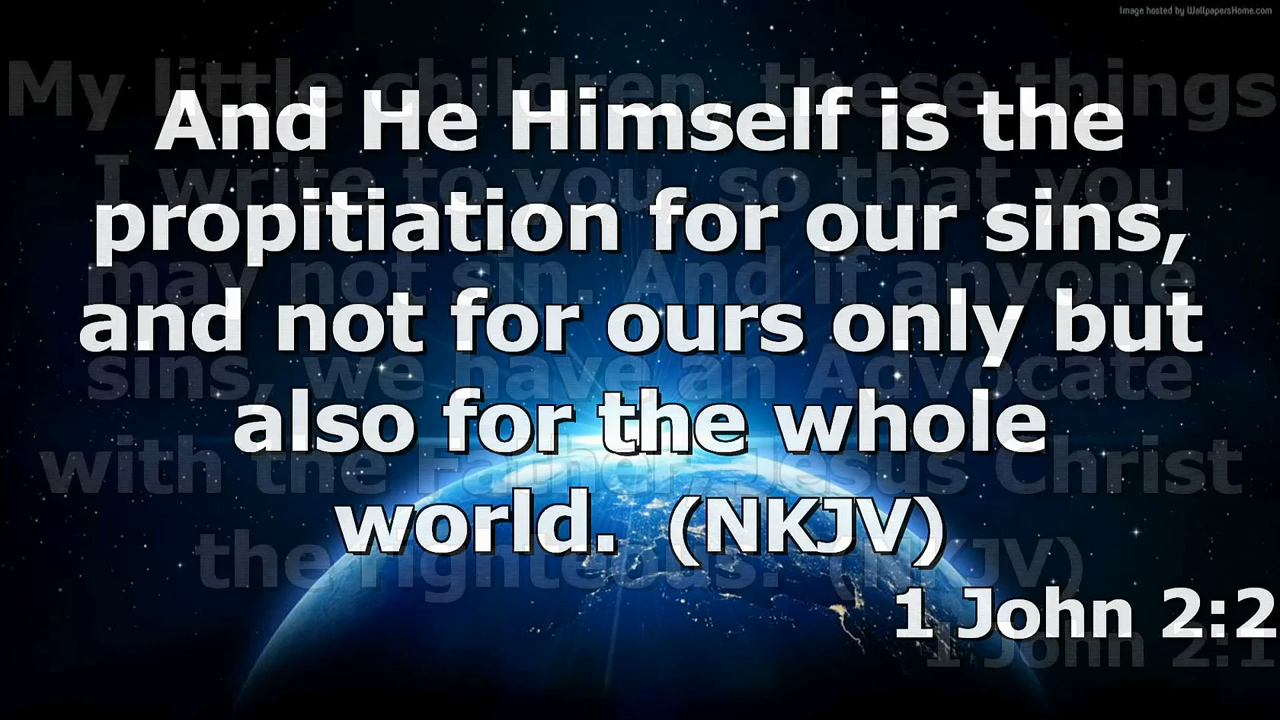 Image hosted by WallpapersHome.com
And He Himself is the
propitiation for our sins,
and not for ours only but
also for the whole
world. (NKJV)
1 John 2:2
My little children, these things
I write to you, so that you
may not sin. And if anyone
sins, we have an Advocate
with the Father, Jesus Christ
the righteous. (NKJV)
1 John 2:1